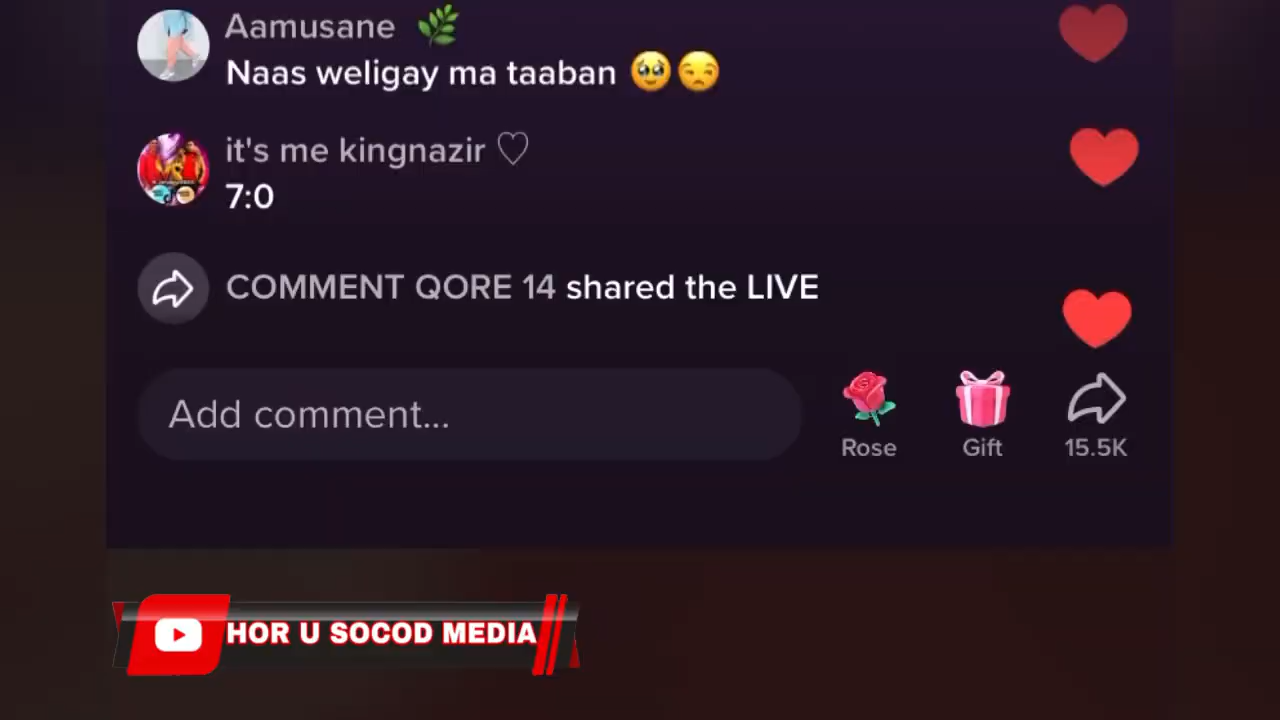 Aamusane 🌿
Naas weligay ma taaban 🥹😒
it's me kingnazir ♡
7:0
COMMENT QORE 14 shared the LIVE
Add comment...
Rose
Gift
15.5K
HOR U SOCOD MEDIA